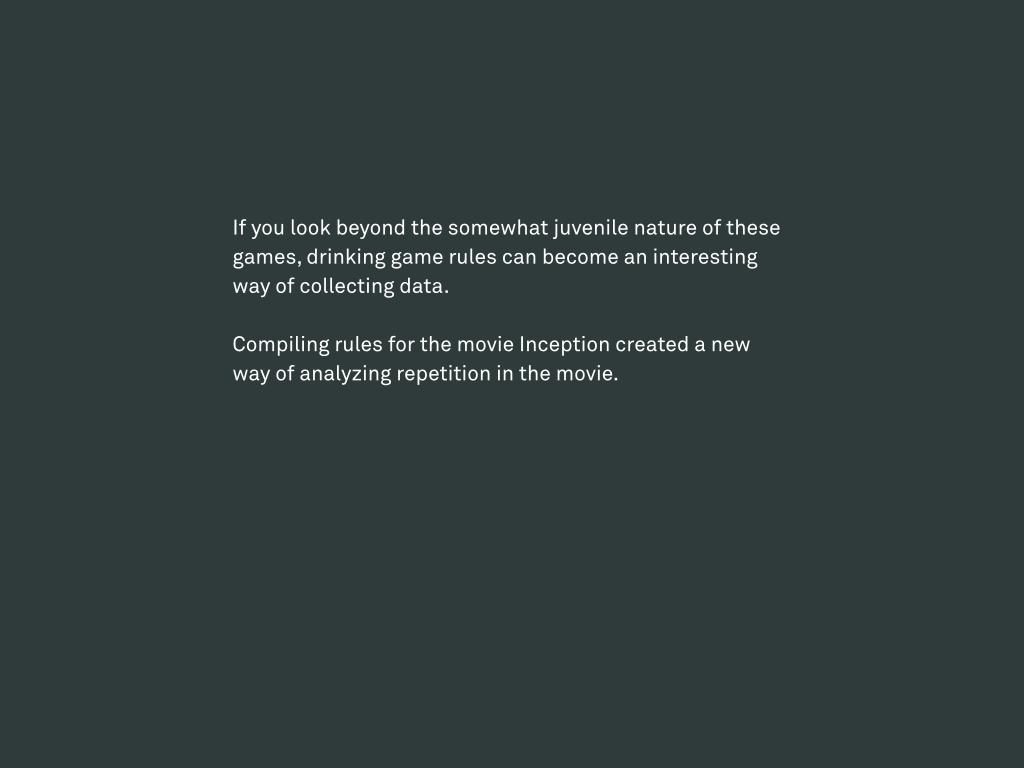 If you look beyond the somewhat juvenile nature of these
games, drinking game rules can become an interesting
way of collecting data.
Compiling rules for the movie Inception created a new
way of analyzing repetition in the movie.